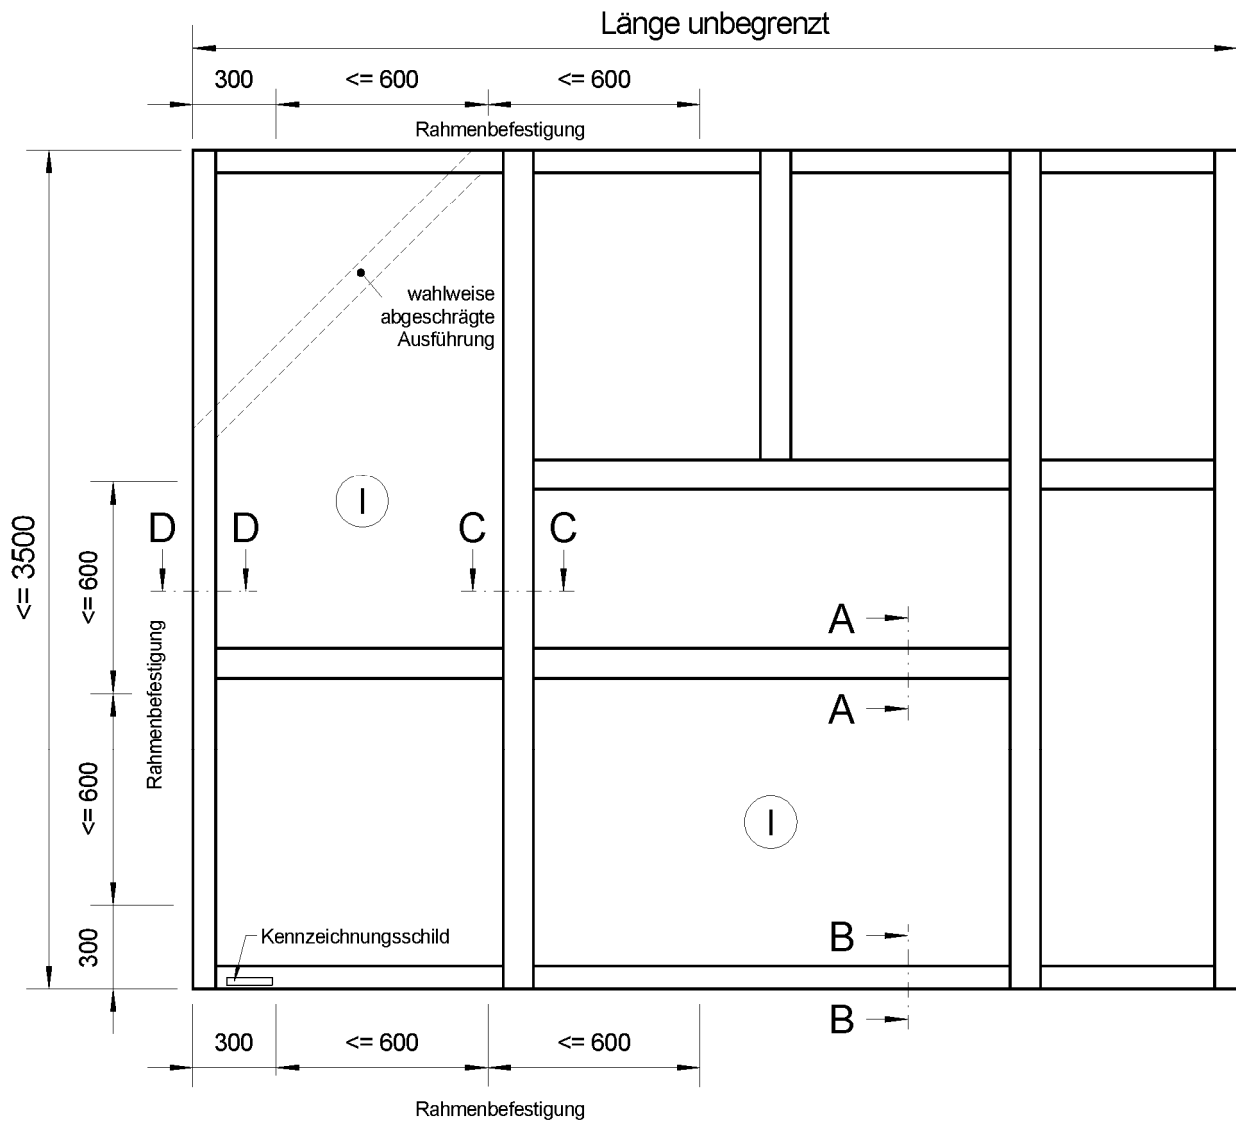 Länge unbegrenzt
300
<= 600
<= 600
Rahmenbefestigung
wahlweise
abgeschrägte
Ausführung
I
D
D
C
C
<= 3500
<= 600
Rahmenbefestigung
A
A
<= 600
I
300
Kennzeichnungsschild
B
B
300
<= 600
<= 600
Rahmenbefestigung